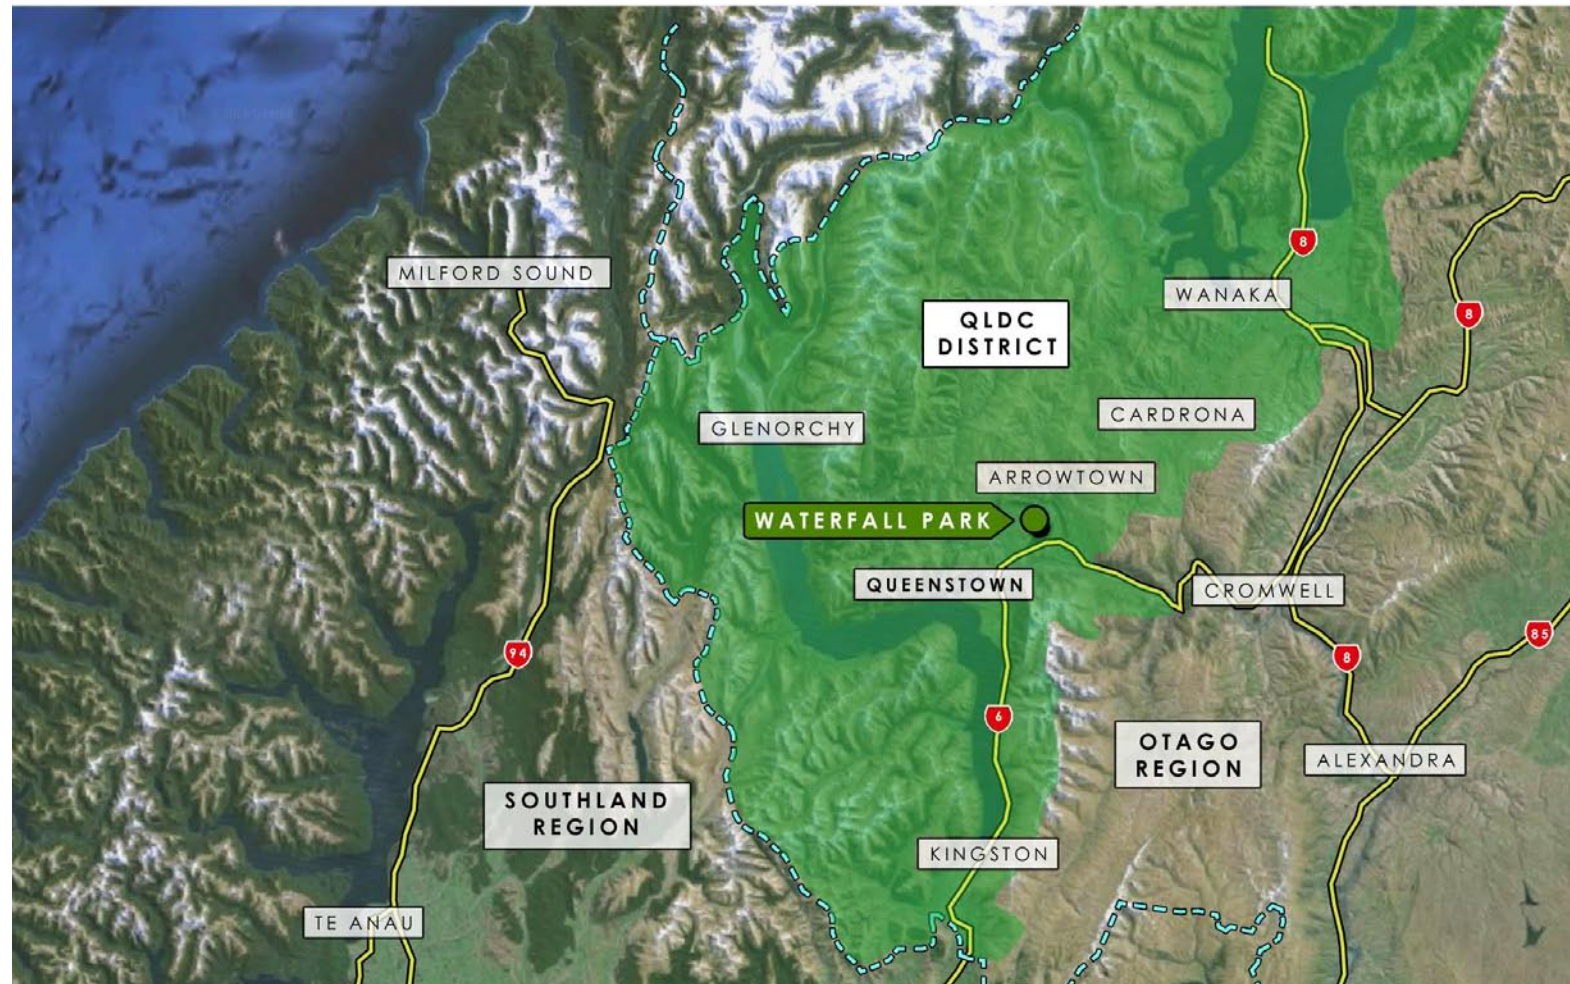 8
MILFORD SOUND
WANAKA
8
QLDC
DISTRICT
CARDRONA
GLENORCHY
ARROWTOWN
WATERFALL PARK
QUEENSTOWN
CROMWELL
85
94
8
6
OTAGO
REGION
ALEXANDRA
SOUTHLAND
REGION
KINGSTON
TE ANAU